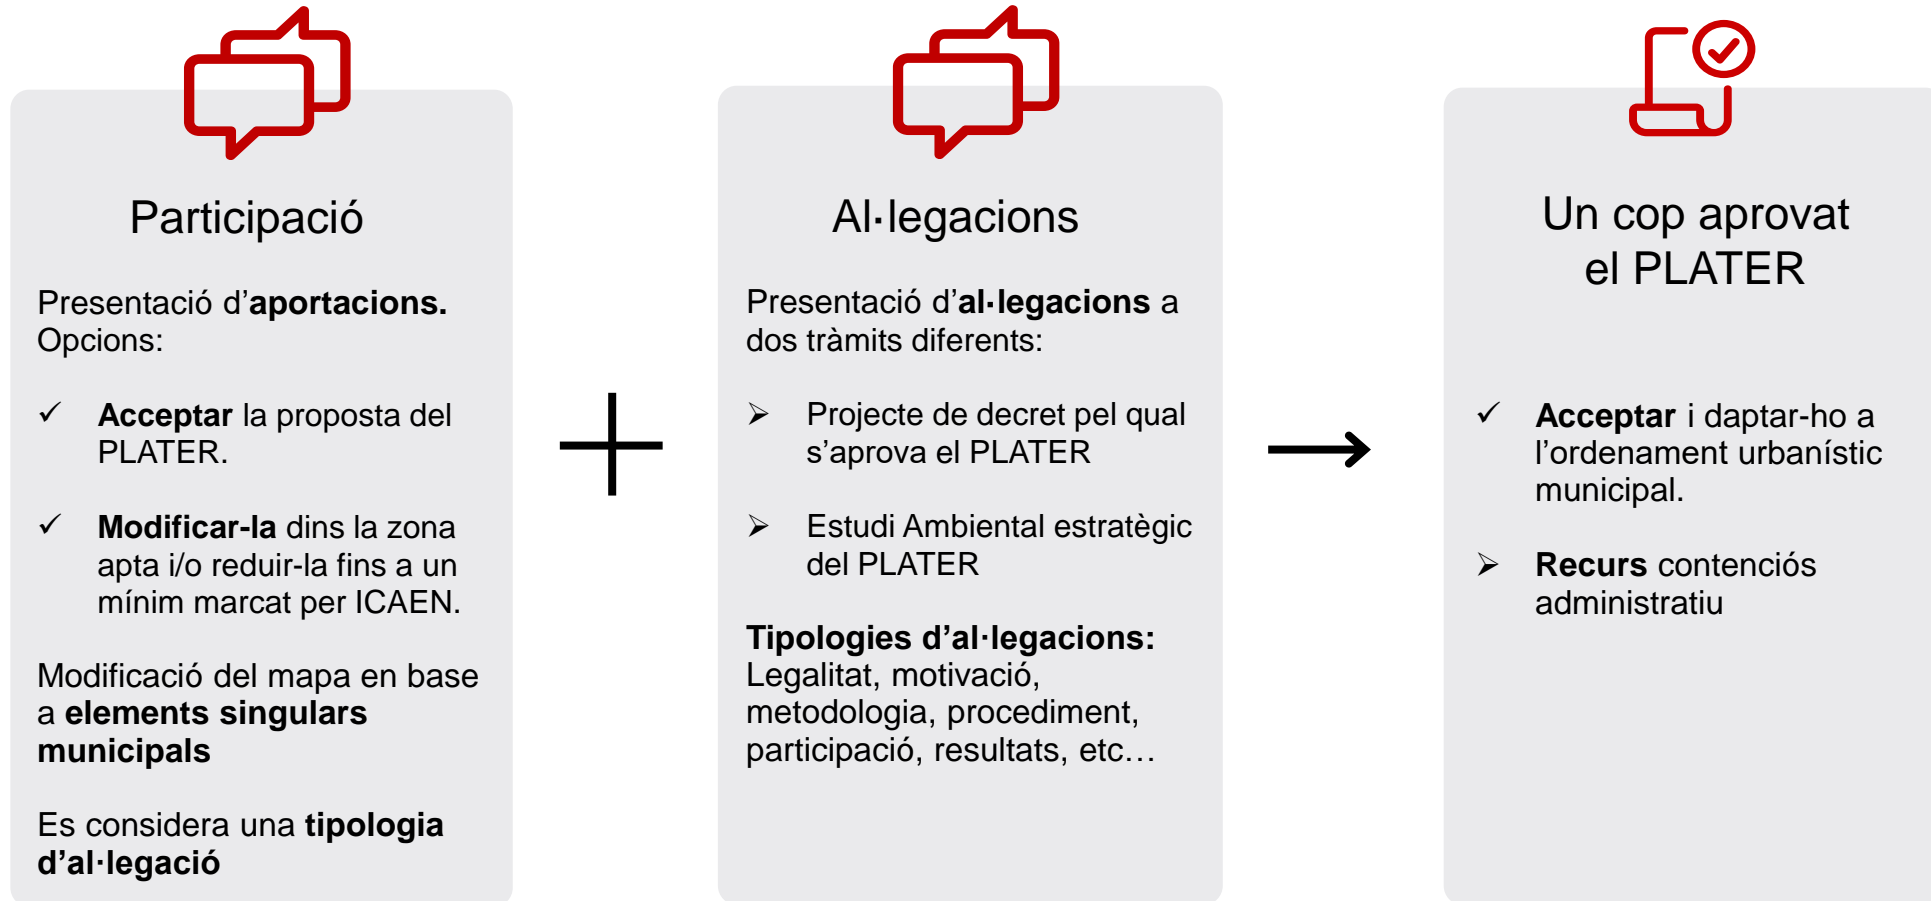 Participació
Presentació d’aportacions.
Opcions:
✓ Acceptar la proposta del
PLATER.
✓ Modificar-la dins la zona
apta i/o reduir-la fins a un
mínim marcat per ICAEN.
Modificació del mapa en base
a elements singulars
municipals
Es considera una tipologia
d’al·legació
Al·legacions
Presentació d’al·legacions a
dos tràmits diferents:
➢ Projecte de decret pel qual
s’aprova el PLATER
➢ Estudi Ambiental estratègic
del PLATER
Tipologies d’al·legacions:
Legalitat, motivació,
metodologia, procediment,
participació, resultats, etc…
Un cop aprovat
el PLATER
✓ Acceptar i daptar-ho a
l’ordenament urbanístic
municipal.
➢ Recurs contenciós
administratiu